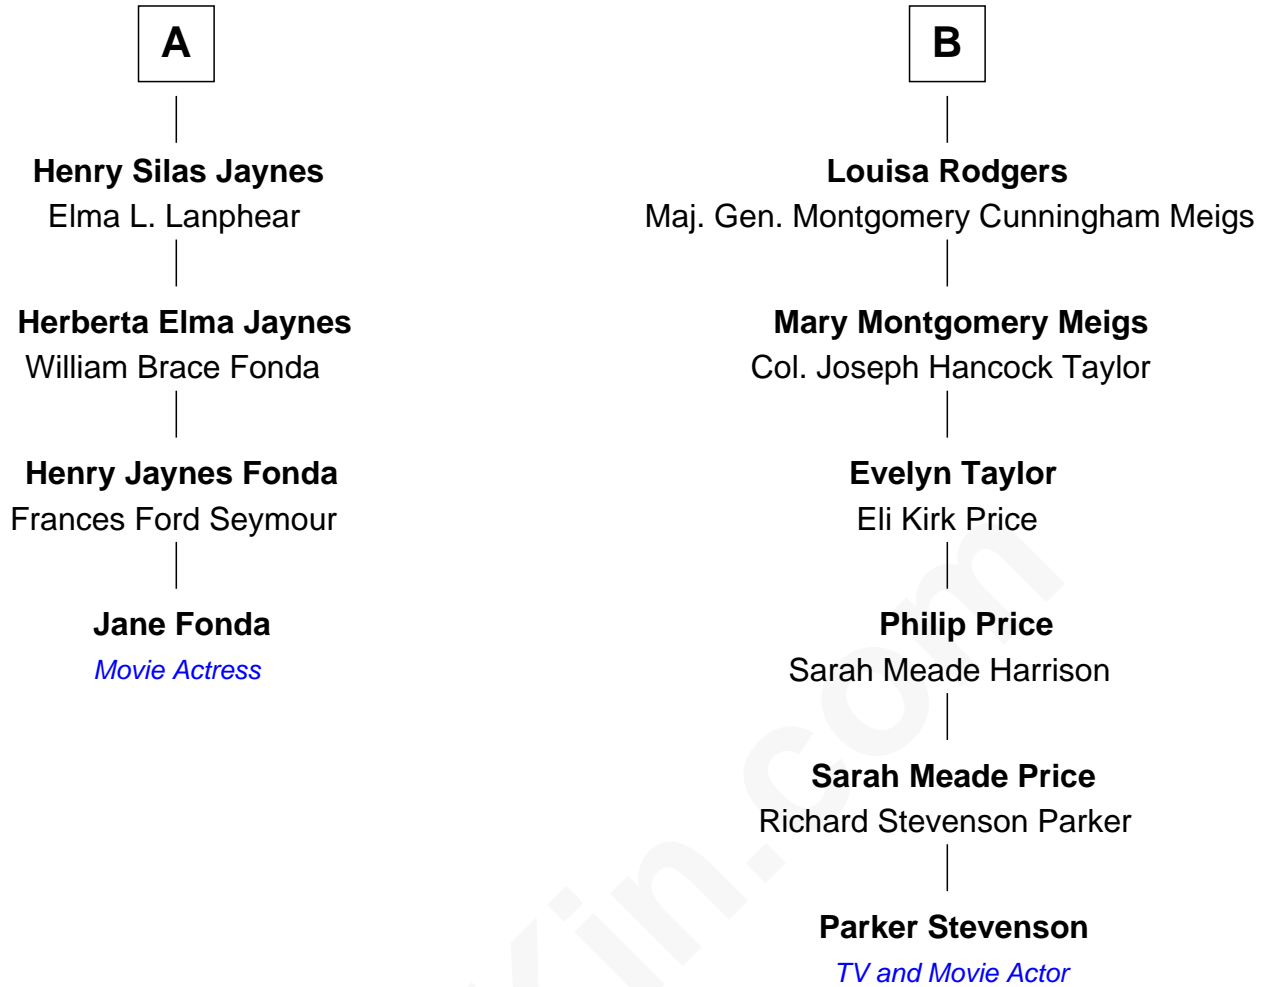 A
Henry Silas Jaynes
Elma L. Lanphear
Herberta Elma Jaynes
William Brace Fonda
Henry Jaynes Fonda
Frances Ford Seymour
Jane Fonda
Movie Actress
B
Louisa Rodgers
Maj. Gen. Montgomery Cunningham Meigs
Mary Montgomery Meigs
Col. Joseph Hancock Taylor
Evelyn Taylor
Eli Kirk Price
Philip Price
Sarah Meade Harrison
Sarah Meade Price
Richard Stevenson Parker
Parker Stevenson
TV and Movie Actor
Kin.com